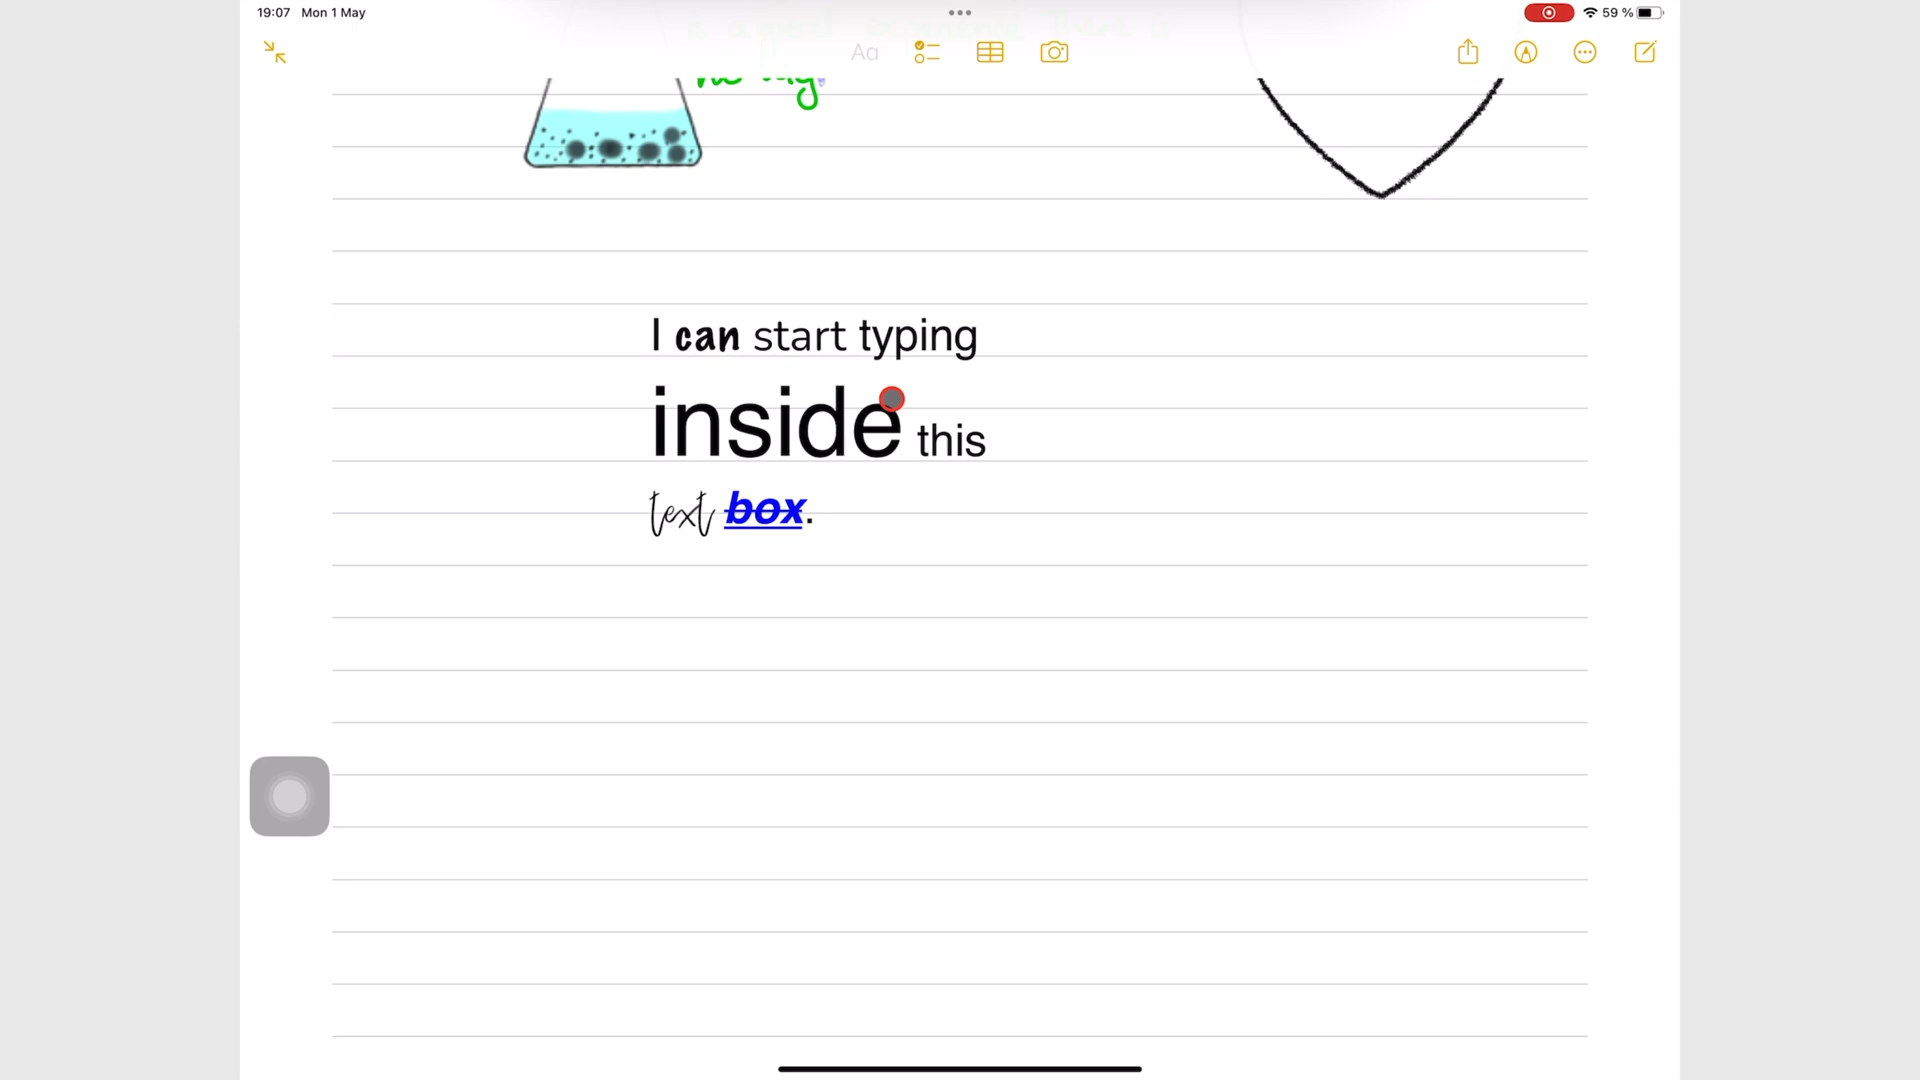 19:07 Mon 1 May
59 %
Aa
I can start typing
inside this
text box.